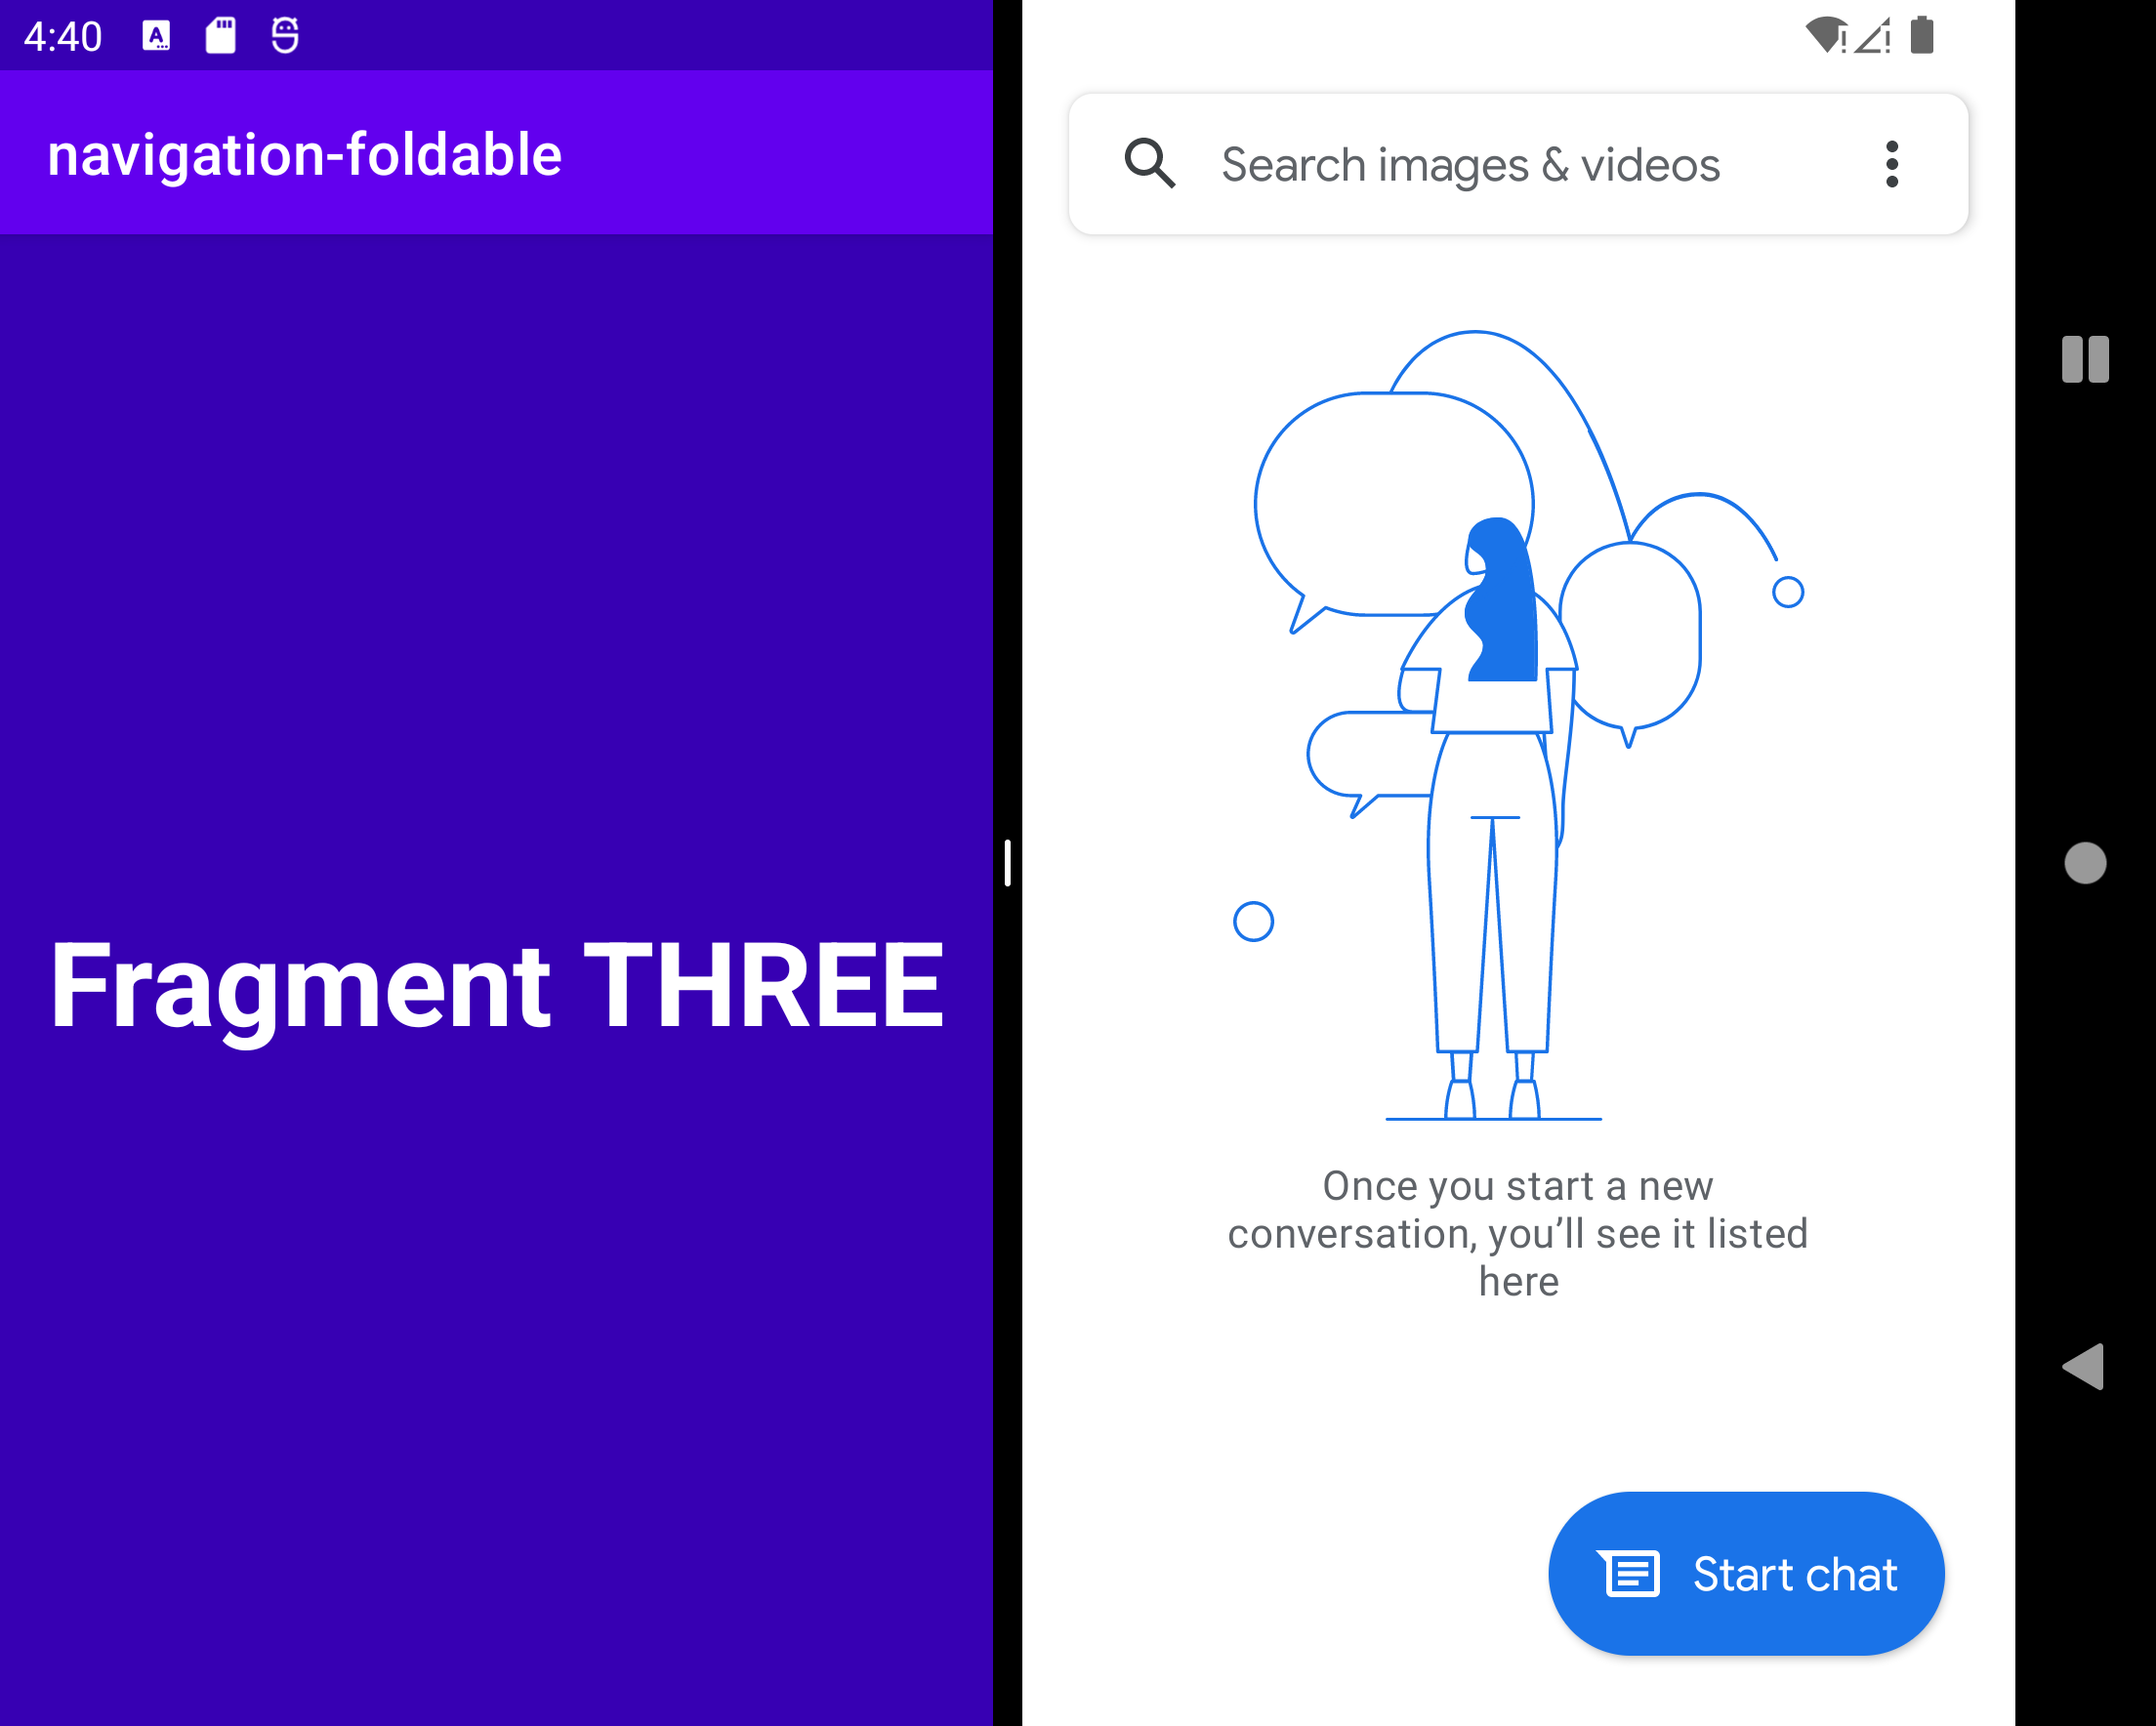 4:40
navigation-foldable
Fragment THREE
Search images & videos
Once you start a new
conversation, you’ll see it listed
here
Start chat